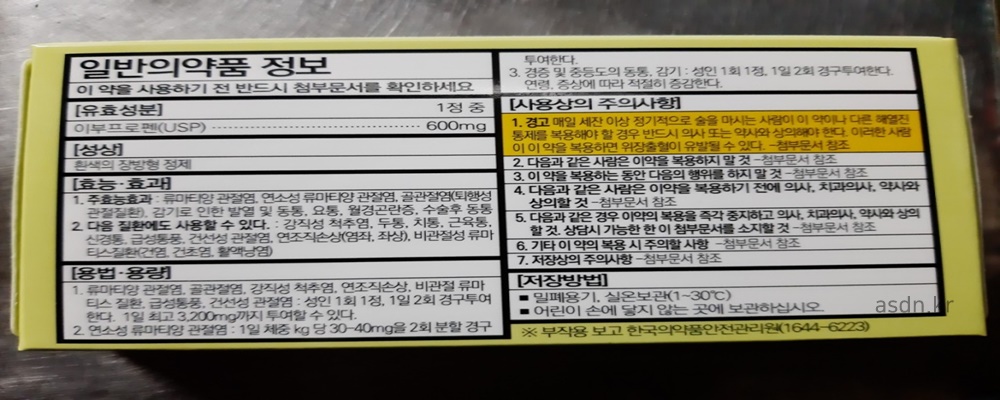 일반의약품 정보
이 약을 사용하기 전 반드시 첨부문서를 확인하세요
[유효성분] 1정 중
이부프로펜(USP) ······························ 600mg
[성상]
흰색의 장방형 정제
[효능·효과]
1. 주효능효과 : 류마티양 관절염, 연소성 류마티양 관절염, 골관절염(퇴행성
관절질환), 감기로 인한 발열 및 동통, 요통, 월경곤란증, 수술후 동통
2. 다음 질환에도 사용할 수 있다. : 강직성 척추염, 두통, 치통, 근육통,
신경통, 급성통풍, 건선성 관절염, 연조직손상(염좌, 좌상), 비관절성 류마
티스질환(건염, 건초염, 활액낭염)
[용법·용량]
1. 류마티양 관절염, 골관절염, 강직성 척추염, 연조직손상, 비관절 류마
티스 질환, 급성통풍, 건선성 관절염 : 성인 1회 1정, 1일 2회 경구투여
한다. 1일 최고 3,200mg까지 투여할 수 있다.
2. 연소성 류마티양 관절염 : 1일 체중 kg 당 30~40mg을 2회 분할 경구
투여한다.
3. 경증 및 중등도의 동통, 감기 : 성인 1회 1정, 1일 2회 경구투여한다.
연령, 증상에 따라 적절히 증감한다.
[사용상의 주의사항]
1. 경고 매일 세잔 이상 정기적으로 술을 마시는 사람이 이 약이나 다른 해열진
통제를 복용해야 할 경우 반드시 의사 또는 약사와 상의해야 한다. 이러한 사람
이 이 약을 복용하면 위장출혈이 유발될 수 있다. -첨부문서 참조
2. 다음과 같은 사람은 이약을 복용하지 말 것 -첨부문서 참조
3. 이 약을 복용하는 동안 다음의 행위를 하지 말 것 -첨부문서 참조
4. 다음과 같은 사람은 이약을 복용하기 전에 의사, 치과의사, 약사와
상의할 것 -첨부문서 참조
5. 다음과 같은 경우 이약의 복용을 즉각 중지하고 의사, 치과의사, 약사와 상의
할 것. 상담시 가능한 한 이 첨부문서를 소지할 것 -첨부문서 참조
6. 기타 이 약의 복용 시 주의할 사항 -첨부문서 참조
7. 저장상의 주의사항 -첨부문서 참조
[저장방법]
■ 밀폐용기, 실온보관(1~30℃)
■ 어린이 손에 닿지 않는 곳에 보관하십시오.
※ 부작용 보고 한국의약품안전관리원(1644-6223)
asdn.kr